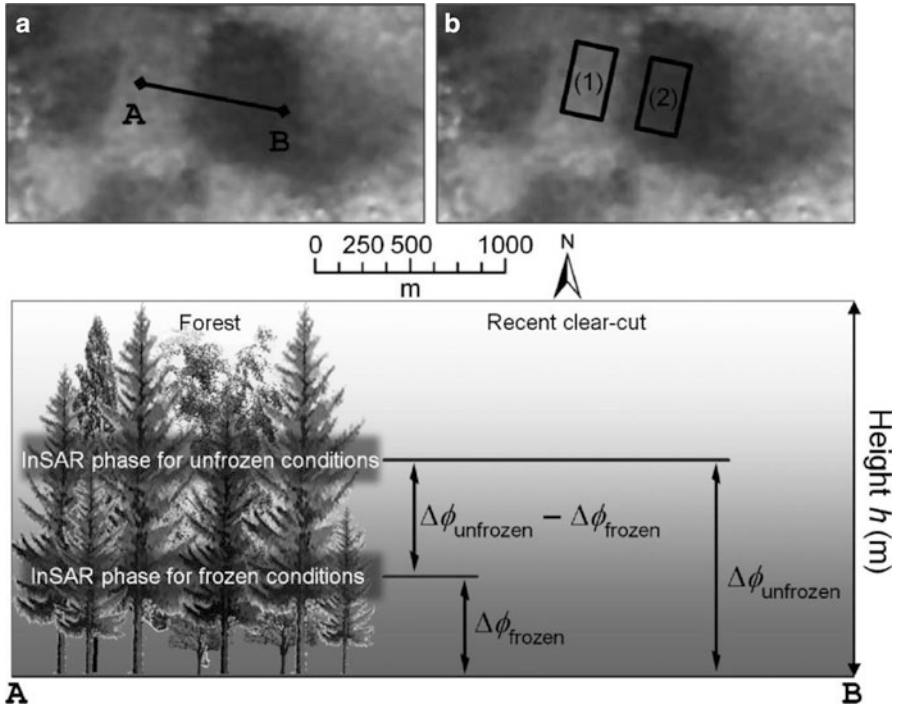 a
b
A
B
(1)
(2)
0 250 500 1000
m
N
Forest
Recent clear-cut
InSAR phase for unfrozen conditions
Δϕunfrozen − Δϕfrozen
InSAR phase for frozen conditions
Δϕunfrozen
Δϕfrozen
Height h (m)
A
B